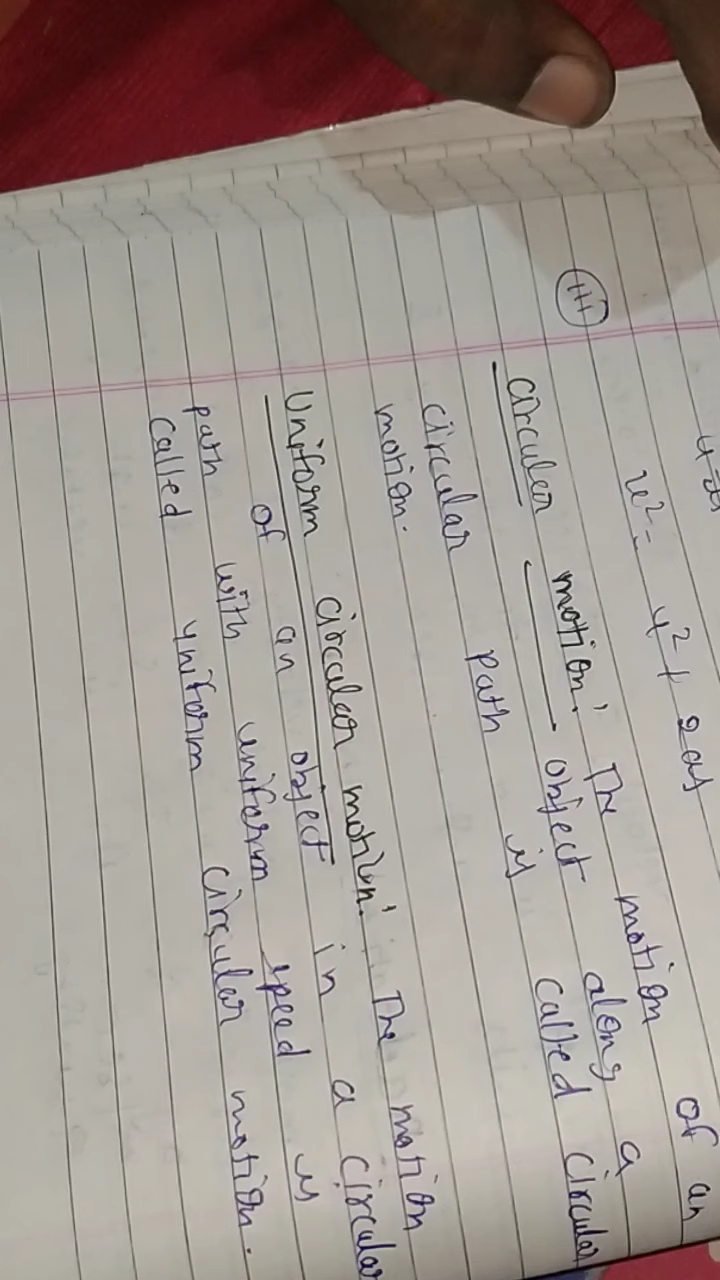 v² = u² + 2as
(III)
Circular motion: The motion of an
object along a
circular path is called circular
motion.
Uniform circular motion: The motion
of an object in a circular
path with uniform speed is
called uniform circular motion.